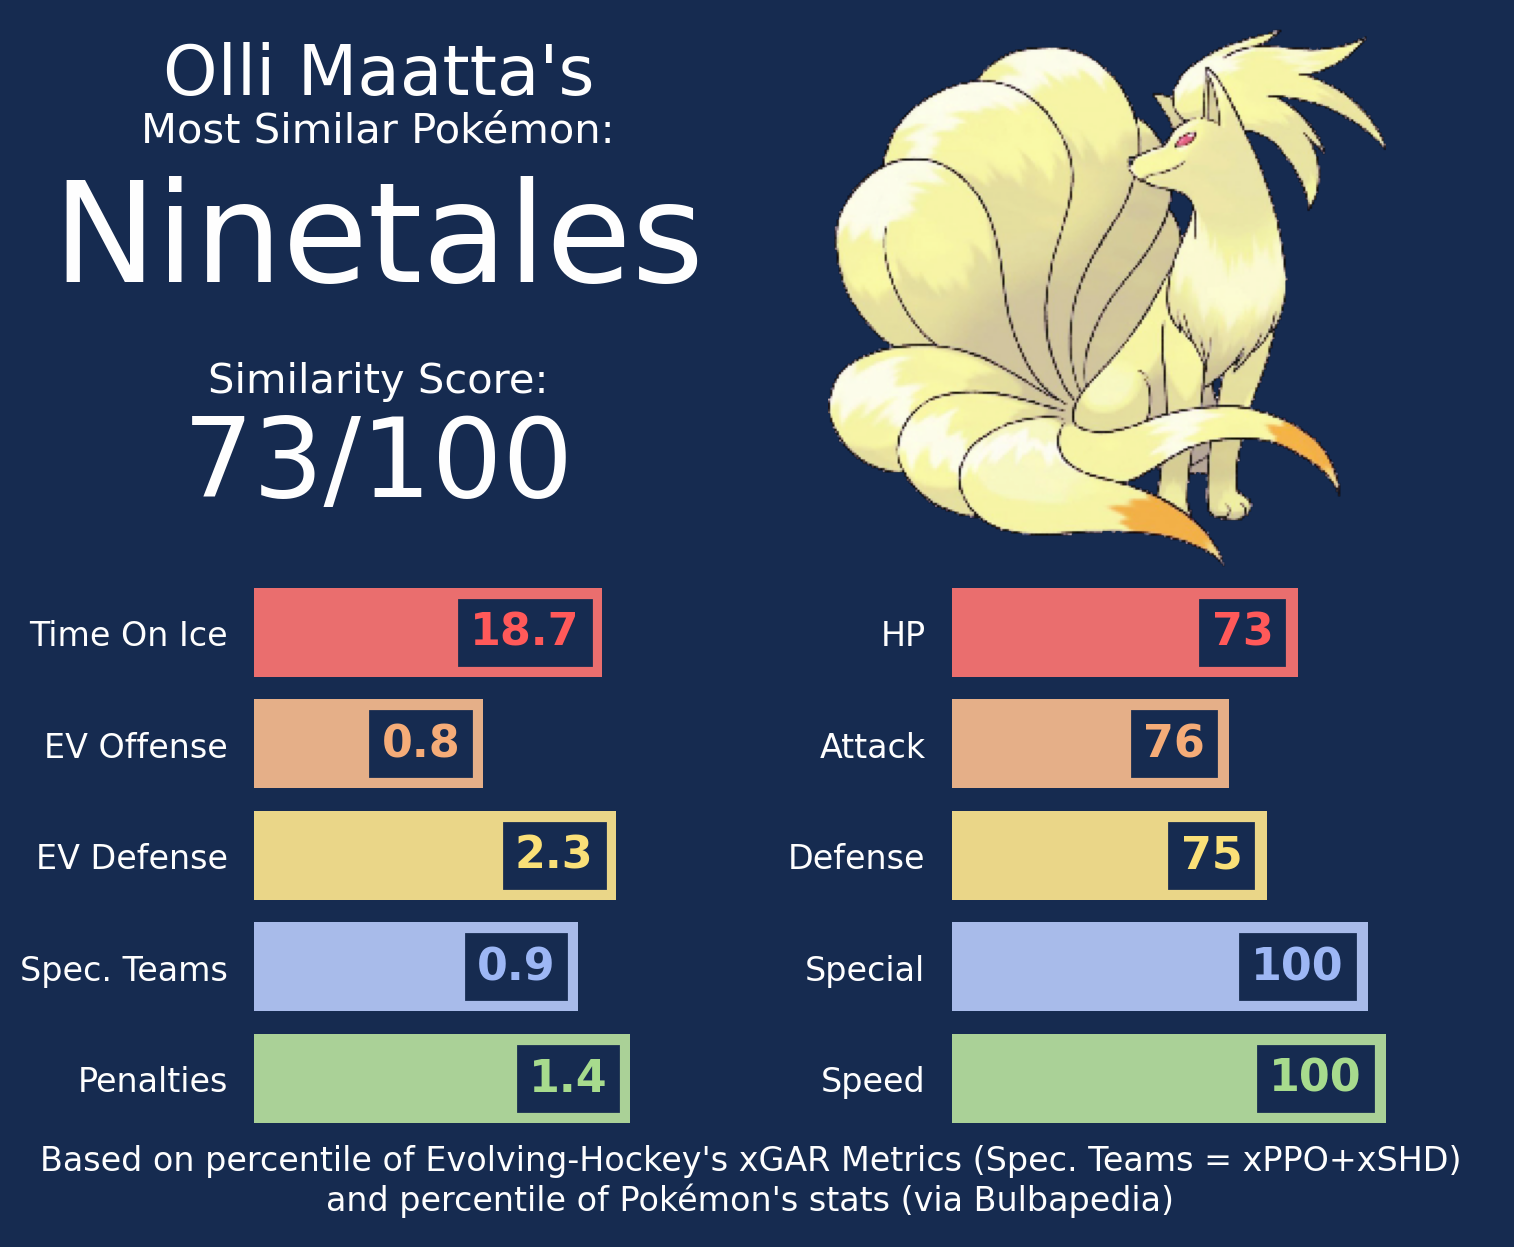 Olli Maatta's
Most Similar Pokémon:
Ninetales
Similarity Score:
73/100
Time On Ice 18.7
EV Offense 0.8
EV Defense 2.3
Spec. Teams 0.9
Penalties 1.4
HP 73
Attack 76
Defense 75
Special 100
Speed 100
Based on percentile of Evolving-Hockey's xGAR Metrics (Spec. Teams = xPPO+xSHD)
and percentile of Pokémon's stats (via Bulbapedia)